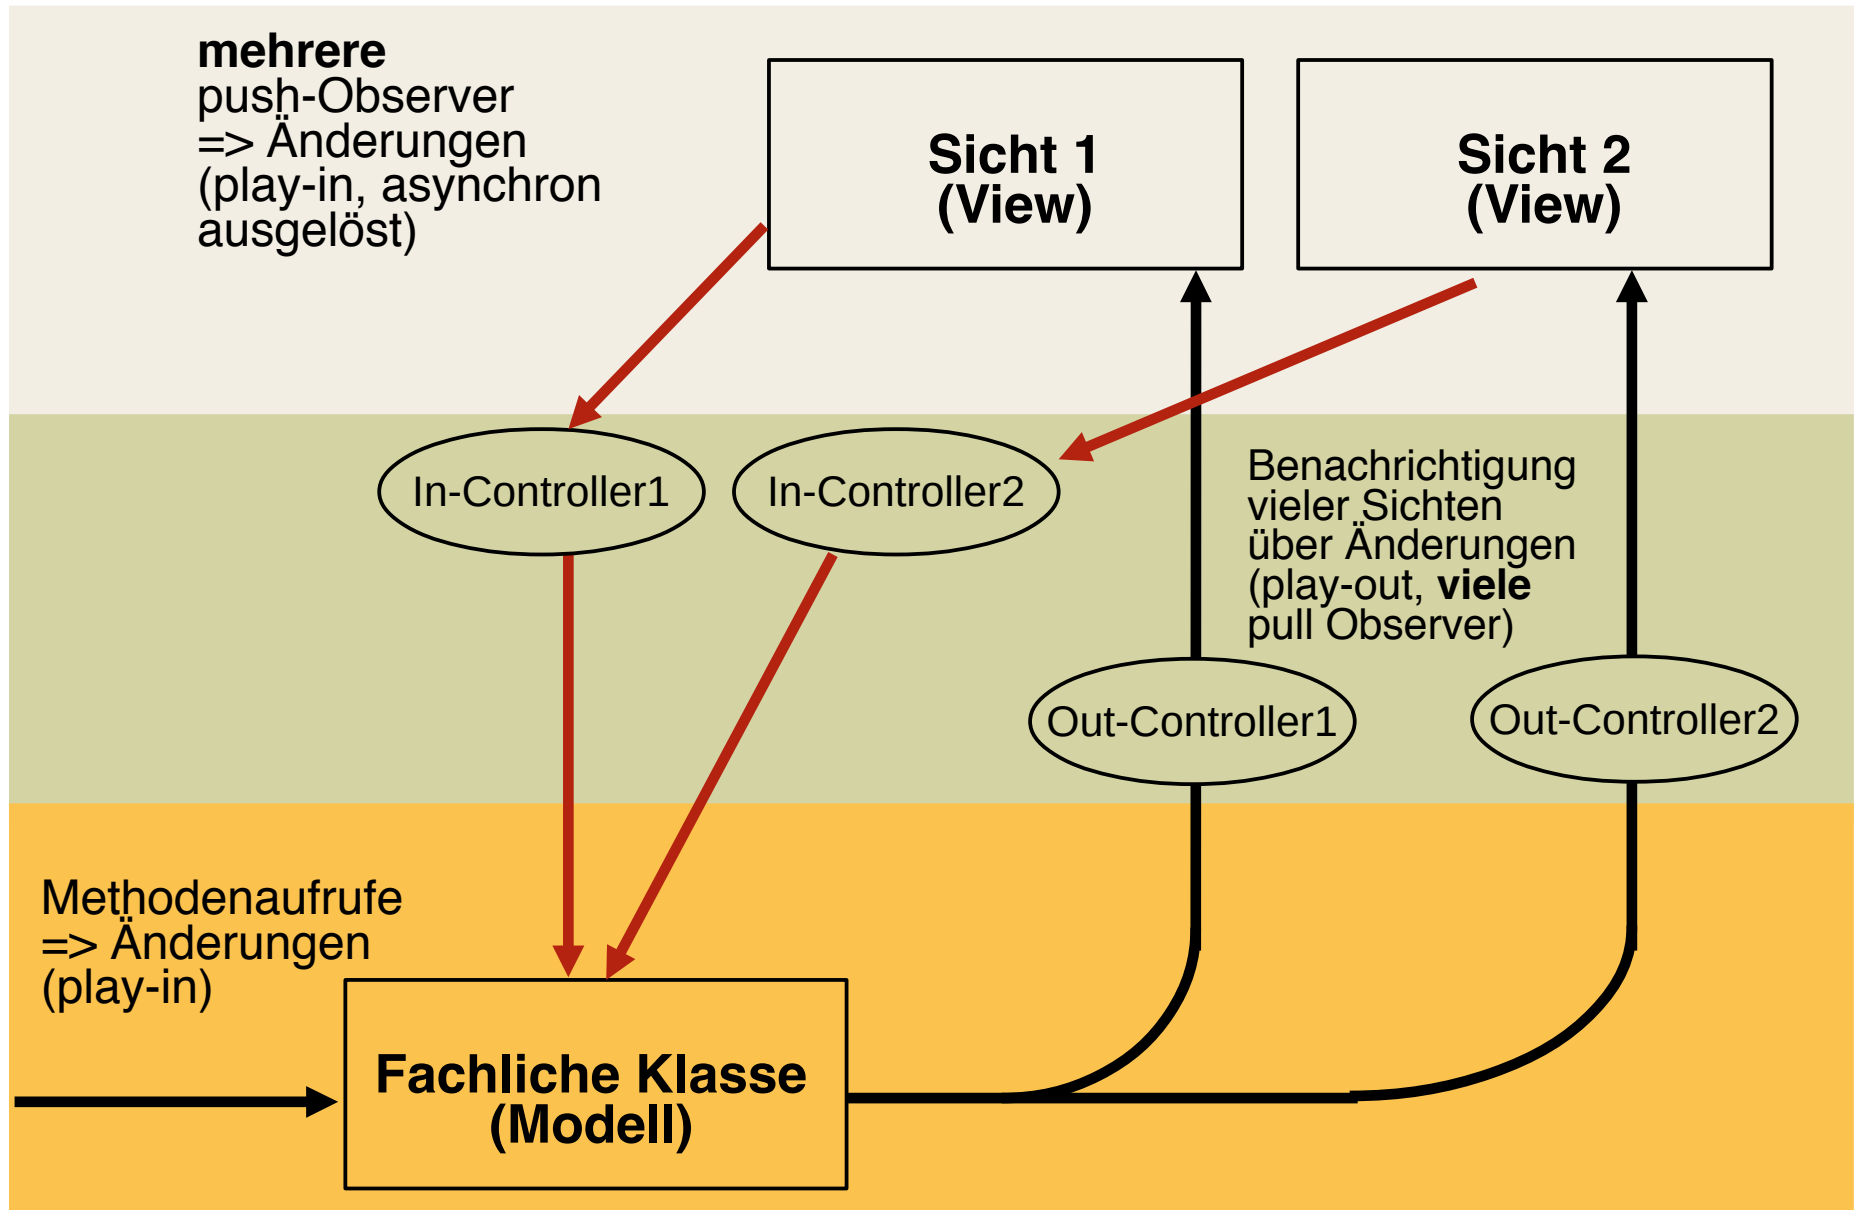 mehrere
push-Observer
=> Änderungen
(play-in, asynchron
ausgelöst)
Sicht 1
(View)
Sicht 2
(View)
In-Controller1
In-Controller2
Benachrichtigung
vieler Sichten
über Änderungen
(play-out, viele
pull Observer)
Out-Controller1
Out-Controller2
Methodenaufrufe
=> Änderungen
(play-in)
Fachliche Klasse
(Modell)